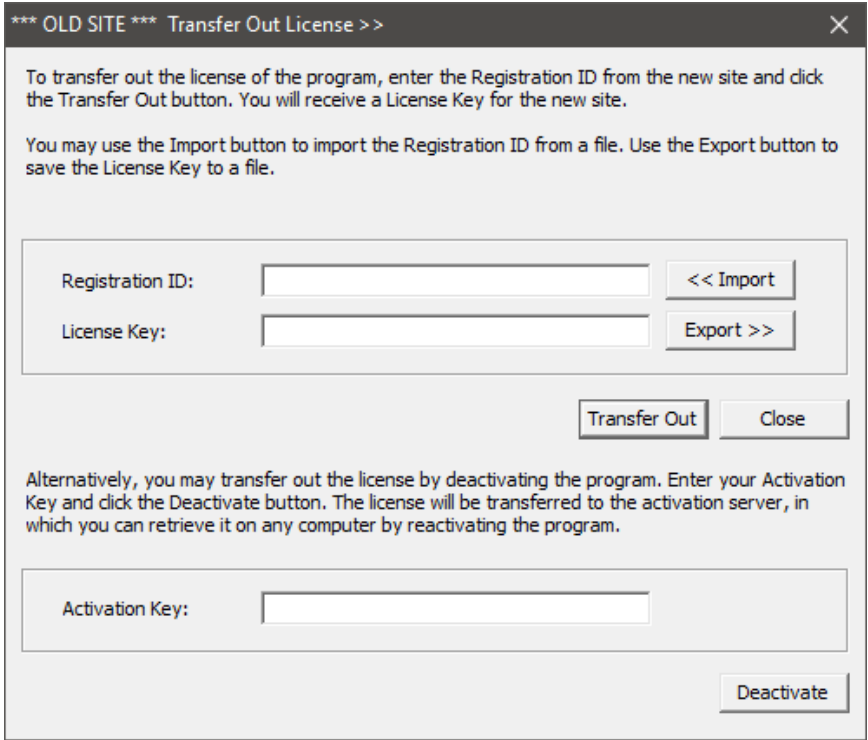 *** OLD SITE *** Transfer Out License >>
To transfer out the license of the program, enter the Registration ID from the new site and click
the Transfer Out button. You will receive a License Key for the new site.
You may use the Import button to import the Registration ID from a file. Use the Export button to
save the License Key to a file.
Registration ID:
<< Import
License Key:
Export >>
Transfer Out
Close
Alternatively, you may transfer out the license by deactivating the program. Enter your Activation
Key and click the Deactivate button. The license will be transferred to the activation server, in
which you can retrieve it on any computer by reactivating the program.
Activation Key:
Deactivate